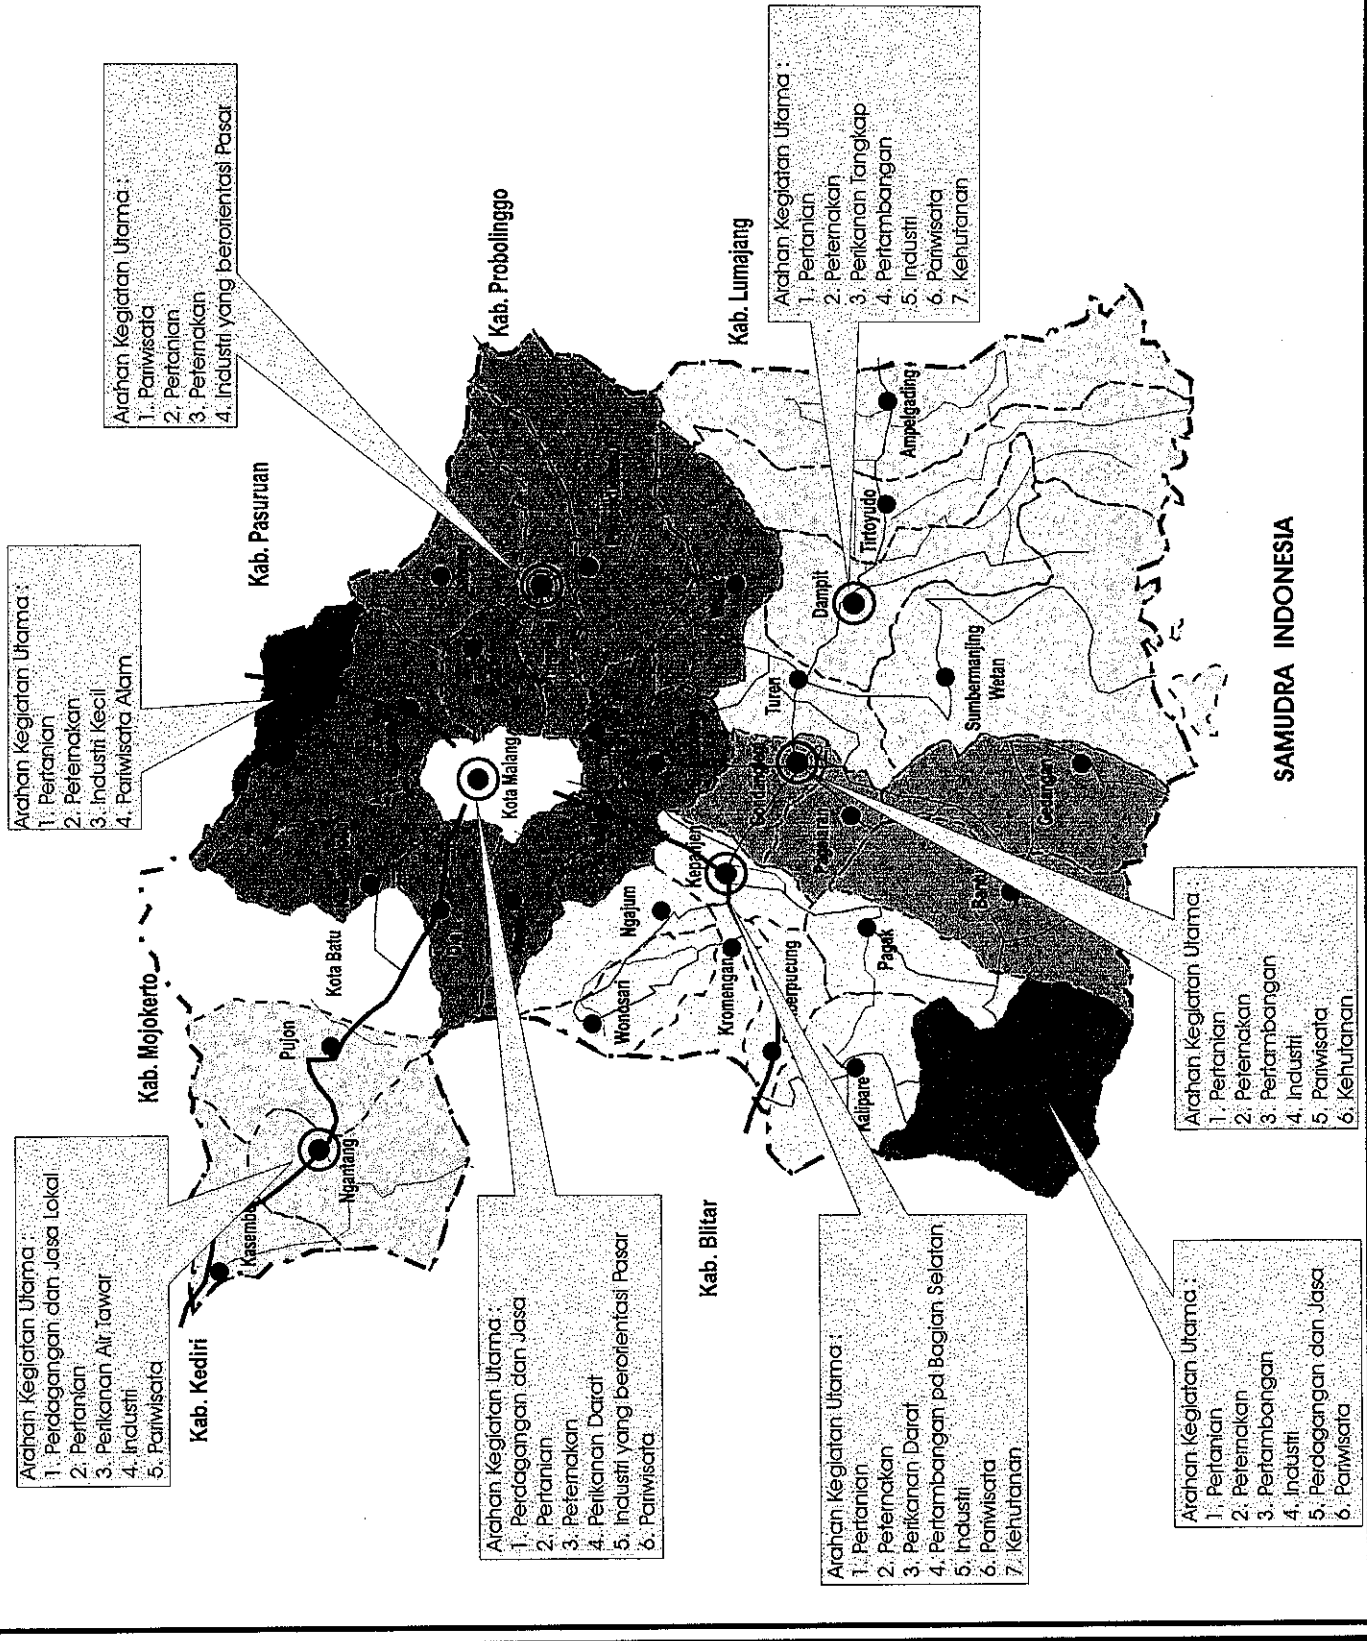 Arahan Kegiatan Utama :
1. Perdagangan dan Jasa Lokal
2. Pertanian
3. Perikanan Air Tawar
4. Industri
5. Pariwisata
Arahan Kegiatan Utama :
1. Pertanian
2. Peternakan
3. Industri Kecil
4. Pariwisata Alam
Arahan Kegiatan Utama :
1. Pariwisata
2. Pertanian
3. Peternakan
4. Industri yang berorientasi Pasar
Kab. Kediri
Kab. Mojokerto
Kab. Pasuruan
Kab. Probolinggo
Kab. Lumajang
Kab. Blitar
Kasembo
Ngantang
Pujon
Kota Batu
Kota Malang
Wonosari
Ngajum
Kromengan
Kepanjen
Kalipare
Pagak
Turen
Dampit
Tirtoyudo
Ampelgading
Sumbermanjing
Wetan
Gedangan
SAMUDRA INDONESIA
Arahan Kegiatan Utama :
1. Perdagangan dan Jasa
2. Pertanian
3. Peternakan
4. Perikanan Darat
5. Industri yang berorientasi Pasar
6. Pariwisata
Arahan Kegiatan Utama :
1. Pertanian
2. Peternakan
3. Perikanan Darat
4. Pertambangan pd Bagian Selatan
5. Industri
6. Pariwisata
7. Kehutanan
Arahan Kegiatan Utama :
1. Pertanian
2. Peternakan
3. Pertambangan
4. Industri
5. Perdagangan dan Jasa
6. Pariwisata
Arahan Kegiatan Utama
1. Pertanian
2. Peternakan
3. Pertambangan
4. Industri
5. Pariwisata
6. Kehutanan
Arahan Kegiatan Utama :
1. Pertanian
2. Peternakan
3. Perikanan Tangkap
4. Pertambangan
5. Industri
6. Pariwisata
7. Kehutanan